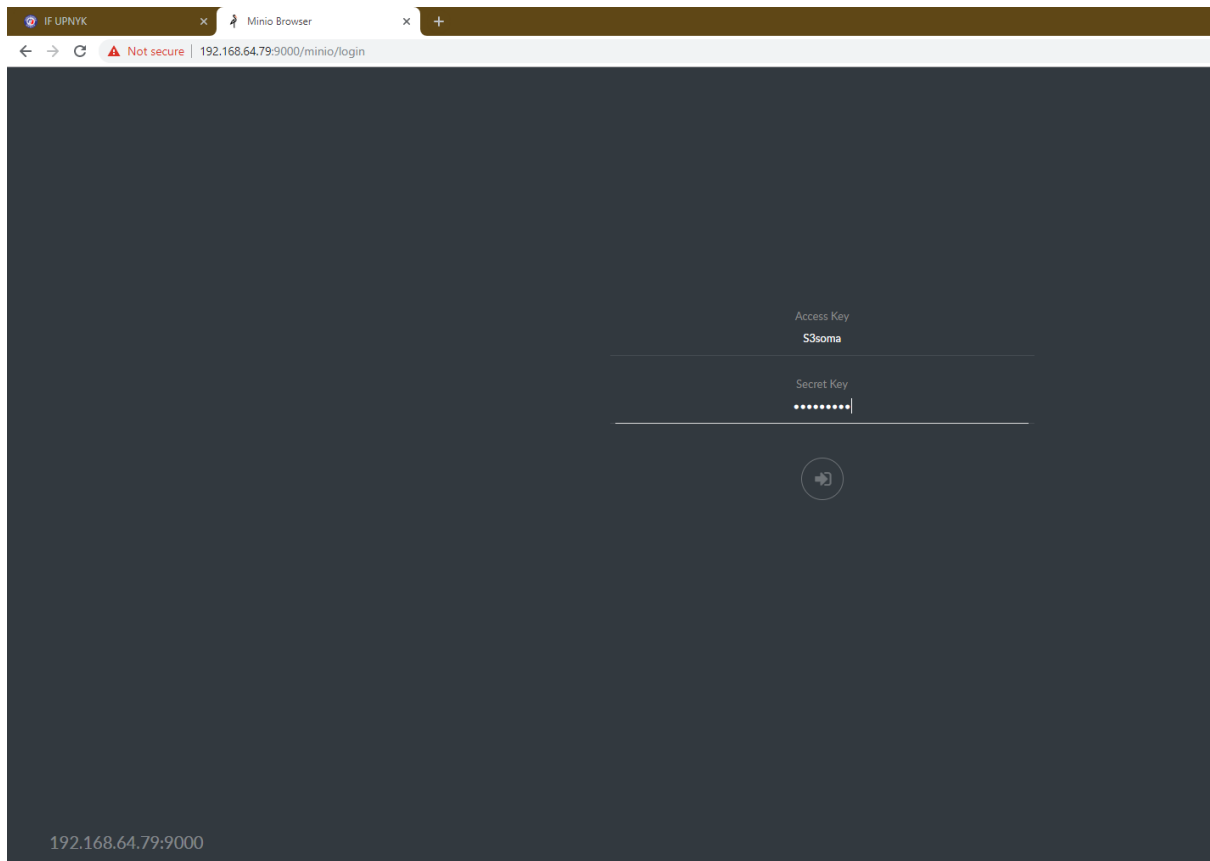 IF UPNYK
Minio Browser
Not secure | 192.168.64.79:9000/minio/login
Access Key
S3soma
Secret Key
•••••••••
192.168.64.79:9000